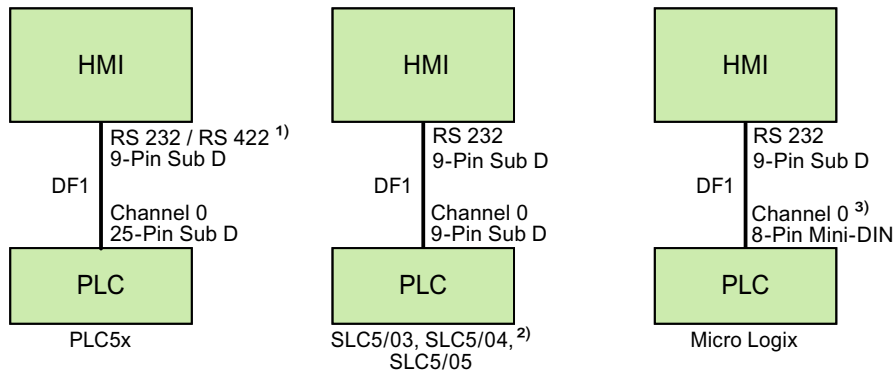 HMI
RS 232 / RS 422 1)
9-Pin Sub D
DF1
Channel 0
25-Pin Sub D
PLC
PLC5x
HMI
RS 232
9-Pin Sub D
DF1
Channel 0
9-Pin Sub D
PLC
SLC5/03, SLC5/04, 2)
SLC5/05
HMI
RS 232
9-Pin Sub D
DF1
Channel 0 3)
8-Pin Mini-DIN
PLC
Micro Logix